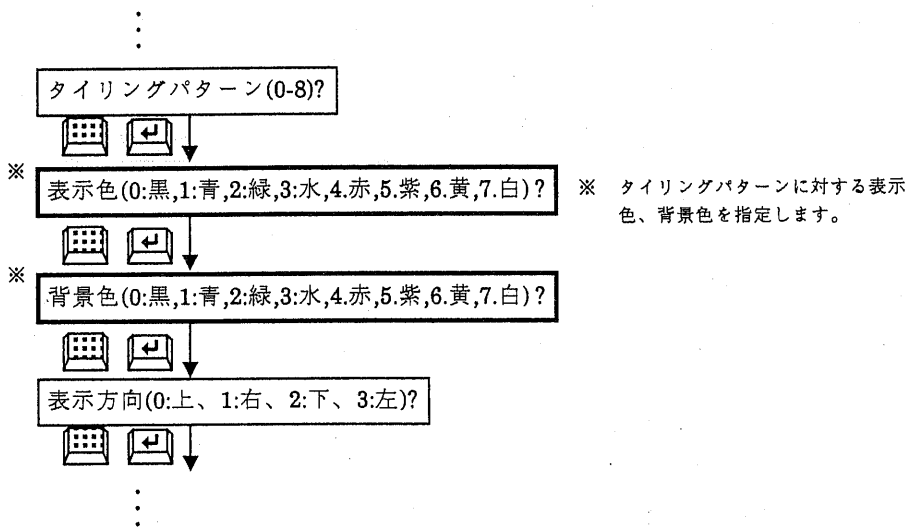 タイリングパターン(0-8)?
※
表示色(0:黒,1:青,2:緑,3:水,4.赤,5.紫,6.黄,7.白)?
※ タイリングパターンに対する表示
色、背景色を指定します。
※
背景色(0:黒,1:青,2:緑,3:水,4.赤,5.紫,6.黄,7.白)?
表示方向(0:上、1:右、2:下、3:左)?